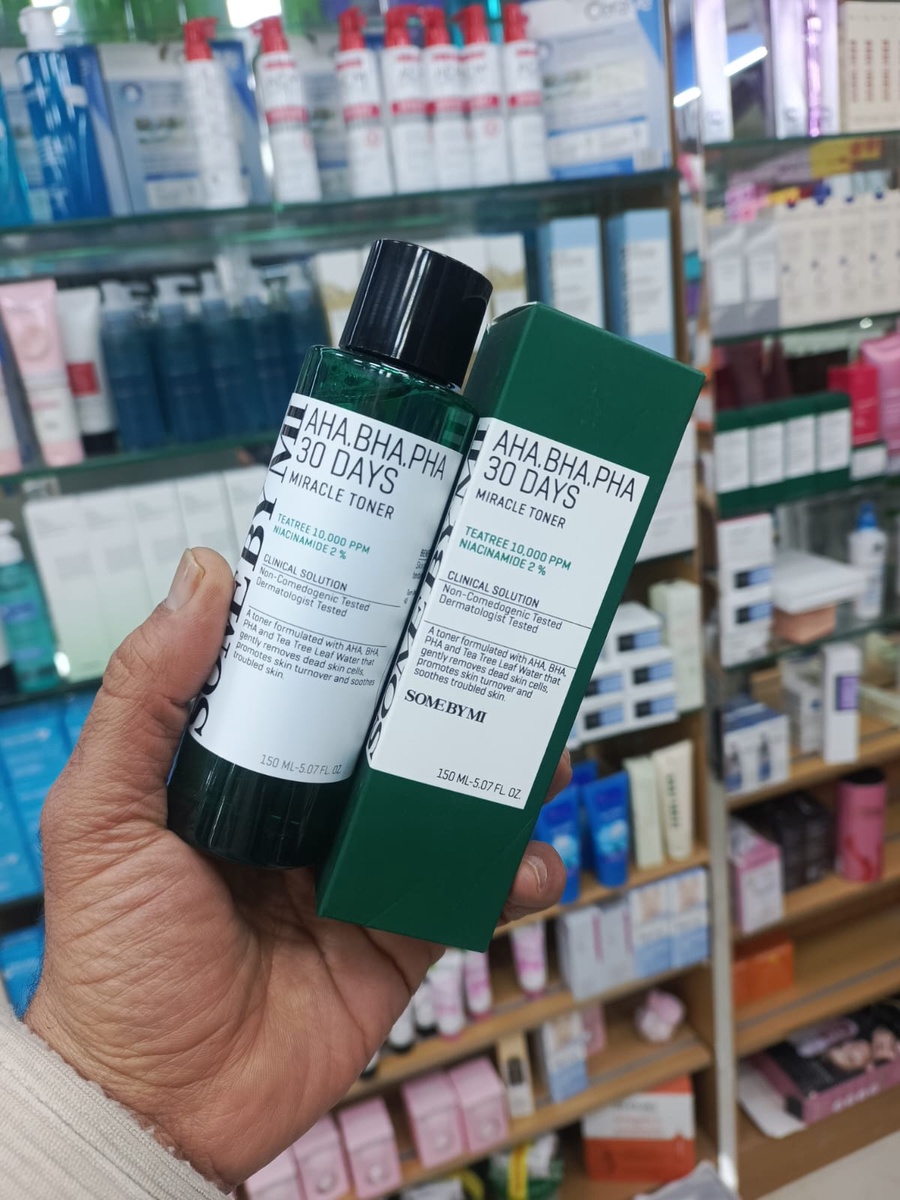 SOME BY MI
AHA.BHA.PHA
30 DAYS
MIRACLE TONER
TEATREE 10,000 PPM
NIACINAMIDE 2 %
CLINICAL SOLUTION
Non-Comedogenic Tested
Dermatologist Tested
A toner formulated with AHA, BHA,
PHA and Tea Tree Leaf Water that
gently removes dead skin cells,
promotes skin turnover and soothes
troubled skin.
150 ML-5.07 FL. OZ.
AHA.BHA.PHA
30 DAYS
MIRACLE TONER
TEATREE 10,000 PPM
NIACINAMIDE 2 %
CLINICAL SOLUTION
Non-Comedogenic Tested
Dermatologist Tested
A toner formulated with AHA, BHA,
PHA and Tea Tree Leaf Water that
gently removes dead skin cells,
promotes skin turnover and soothes
troubled skin.
SOME BY MI
150 ML-5.07 FL. OZ.
CeraVe